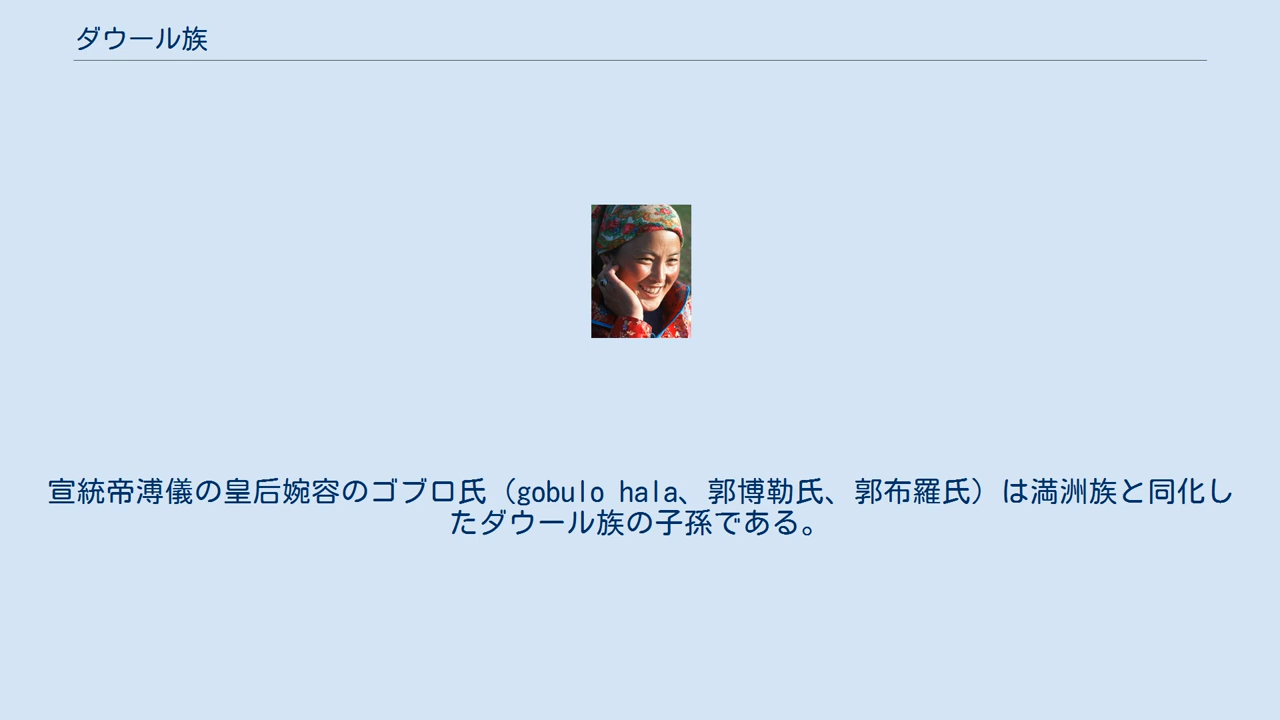 ダウール族
宣統帝溥儀の皇后婉容のゴブロ氏（gobulo hala、郭博勒氏、郭布羅氏）は満洲族と同化し
たダウール族の子孫である。